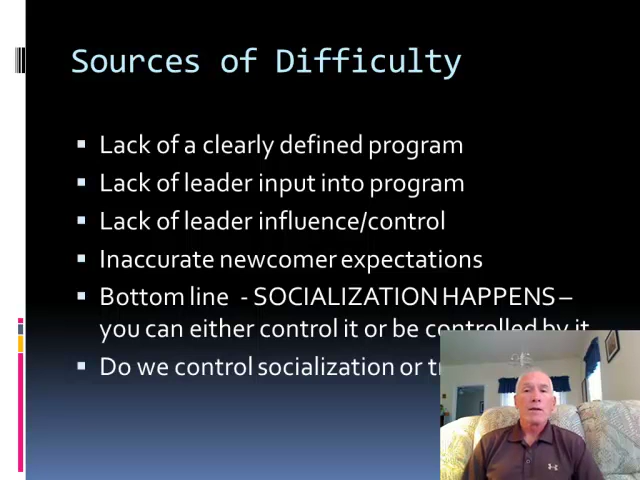 Sources of Difficulty
Lack of a clearly defined program
Lack of leader input into program
Lack of leader influence/control
Inaccurate newcomer expectations
Bottom line - SOCIALIZATION HAPPENS –
you can either control it or be controlled by it
Do we control socialization or